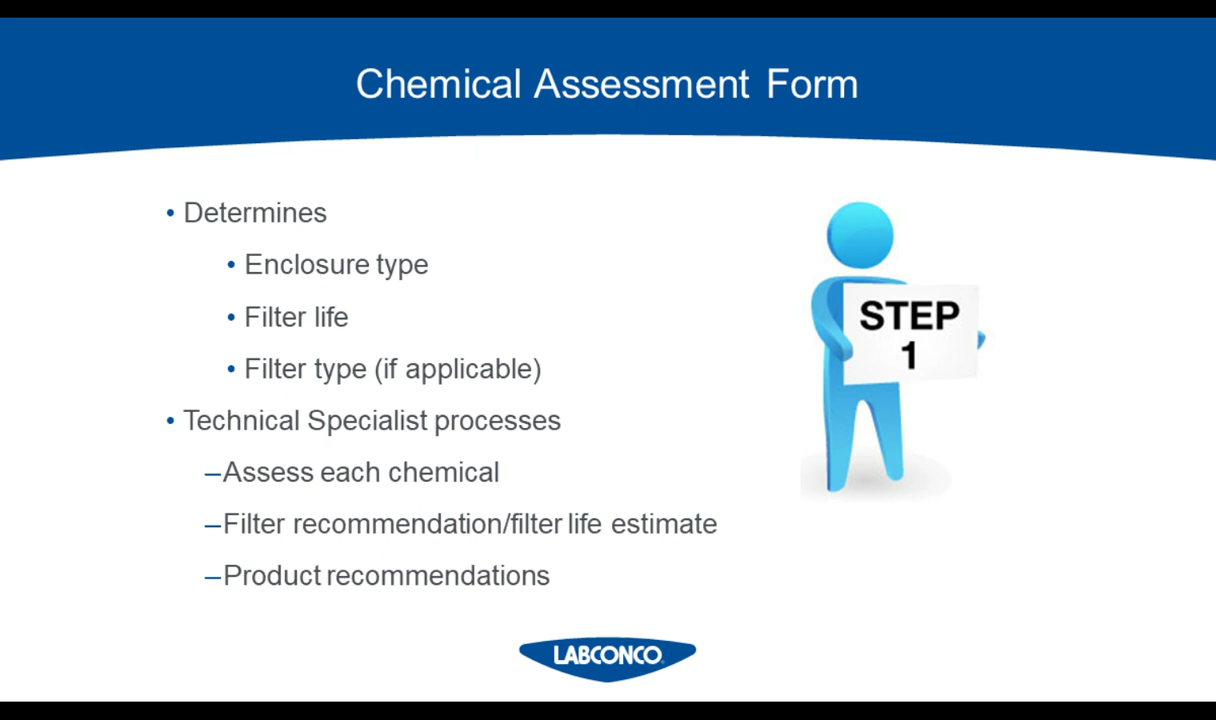 Chemical Assessment Form
• Determines
• Enclosure type
• Filter life
• Filter type (if applicable)
• Technical Specialist processes
–Assess each chemical
–Filter recommendation/filter life estimate
–Product recommendations
STEP
1
LABCONCO